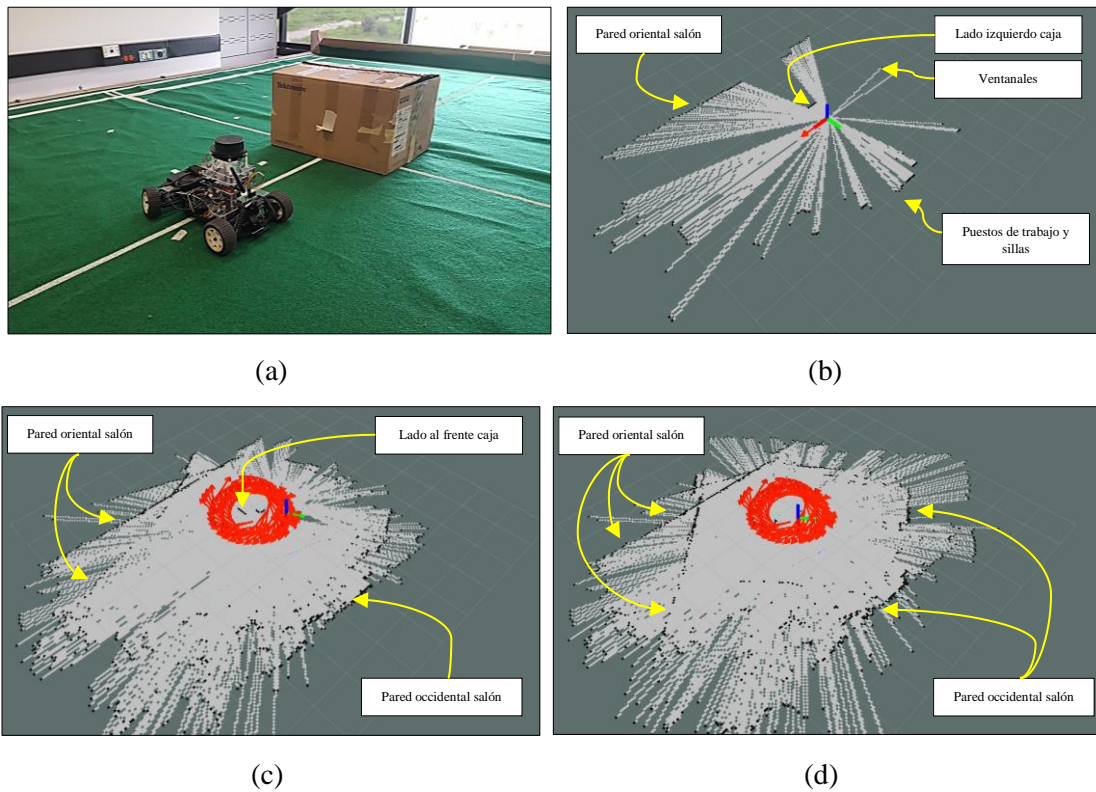 Tektronix
Pared oriental salón
Lado izquierdo caja
Ventanales
Puestos de trabajo y
sillas
(a)
(b)
Pared oriental salón
Lado al frente caja
Pared occidental salón
Pared oriental salón
Pared occidental salón
(c)
(d)